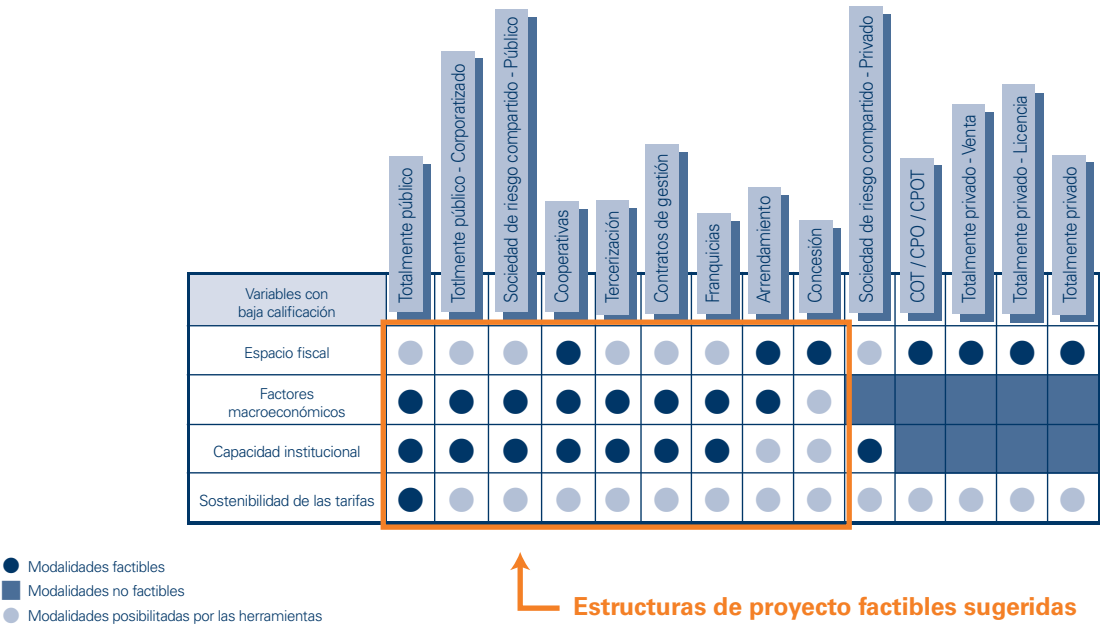 Totalmente público
Totlmente público - Corporatizado
Sociedad de riesgo compartido - Público
Cooperativas
Tercerización
Contratos de gestión
Franquicias
Arrendamiento
Concesión
Sociedad de riesgo compartido - Privado
COT / CPO / CPOT
Totalmente privado - Venta
Totalmente privado - Licencia
Totalmente privado
Variables con
baja calificación
Espacio fiscal
Factores
macroeconómicos
Capacidad institucional
Sostenibilidad de las tarifas
Modalidades factibles
Modalidades no factibles
Modalidades posibilitadas por las herramientas
Estructuras de proyecto factibles sugeridas